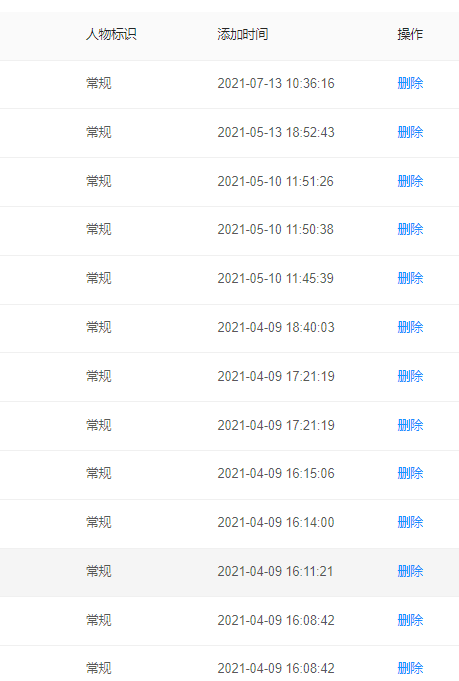 人物标识 添加时间 操作
常规 2021-07-13 10:36:16 删除
常规 2021-05-13 18:52:43 删除
常规 2021-05-10 11:51:26 删除
常规 2021-05-10 11:50:38 删除
常规 2021-05-10 11:45:39 删除
常规 2021-04-09 18:40:03 删除
常规 2021-04-09 17:21:19 删除
常规 2021-04-09 17:21:19 删除
常规 2021-04-09 16:15:06 删除
常规 2021-04-09 16:14:00 删除
常规 2021-04-09 16:11:21 删除
常规 2021-04-09 16:08:42 删除
常规 2021-04-09 16:08:42 删除